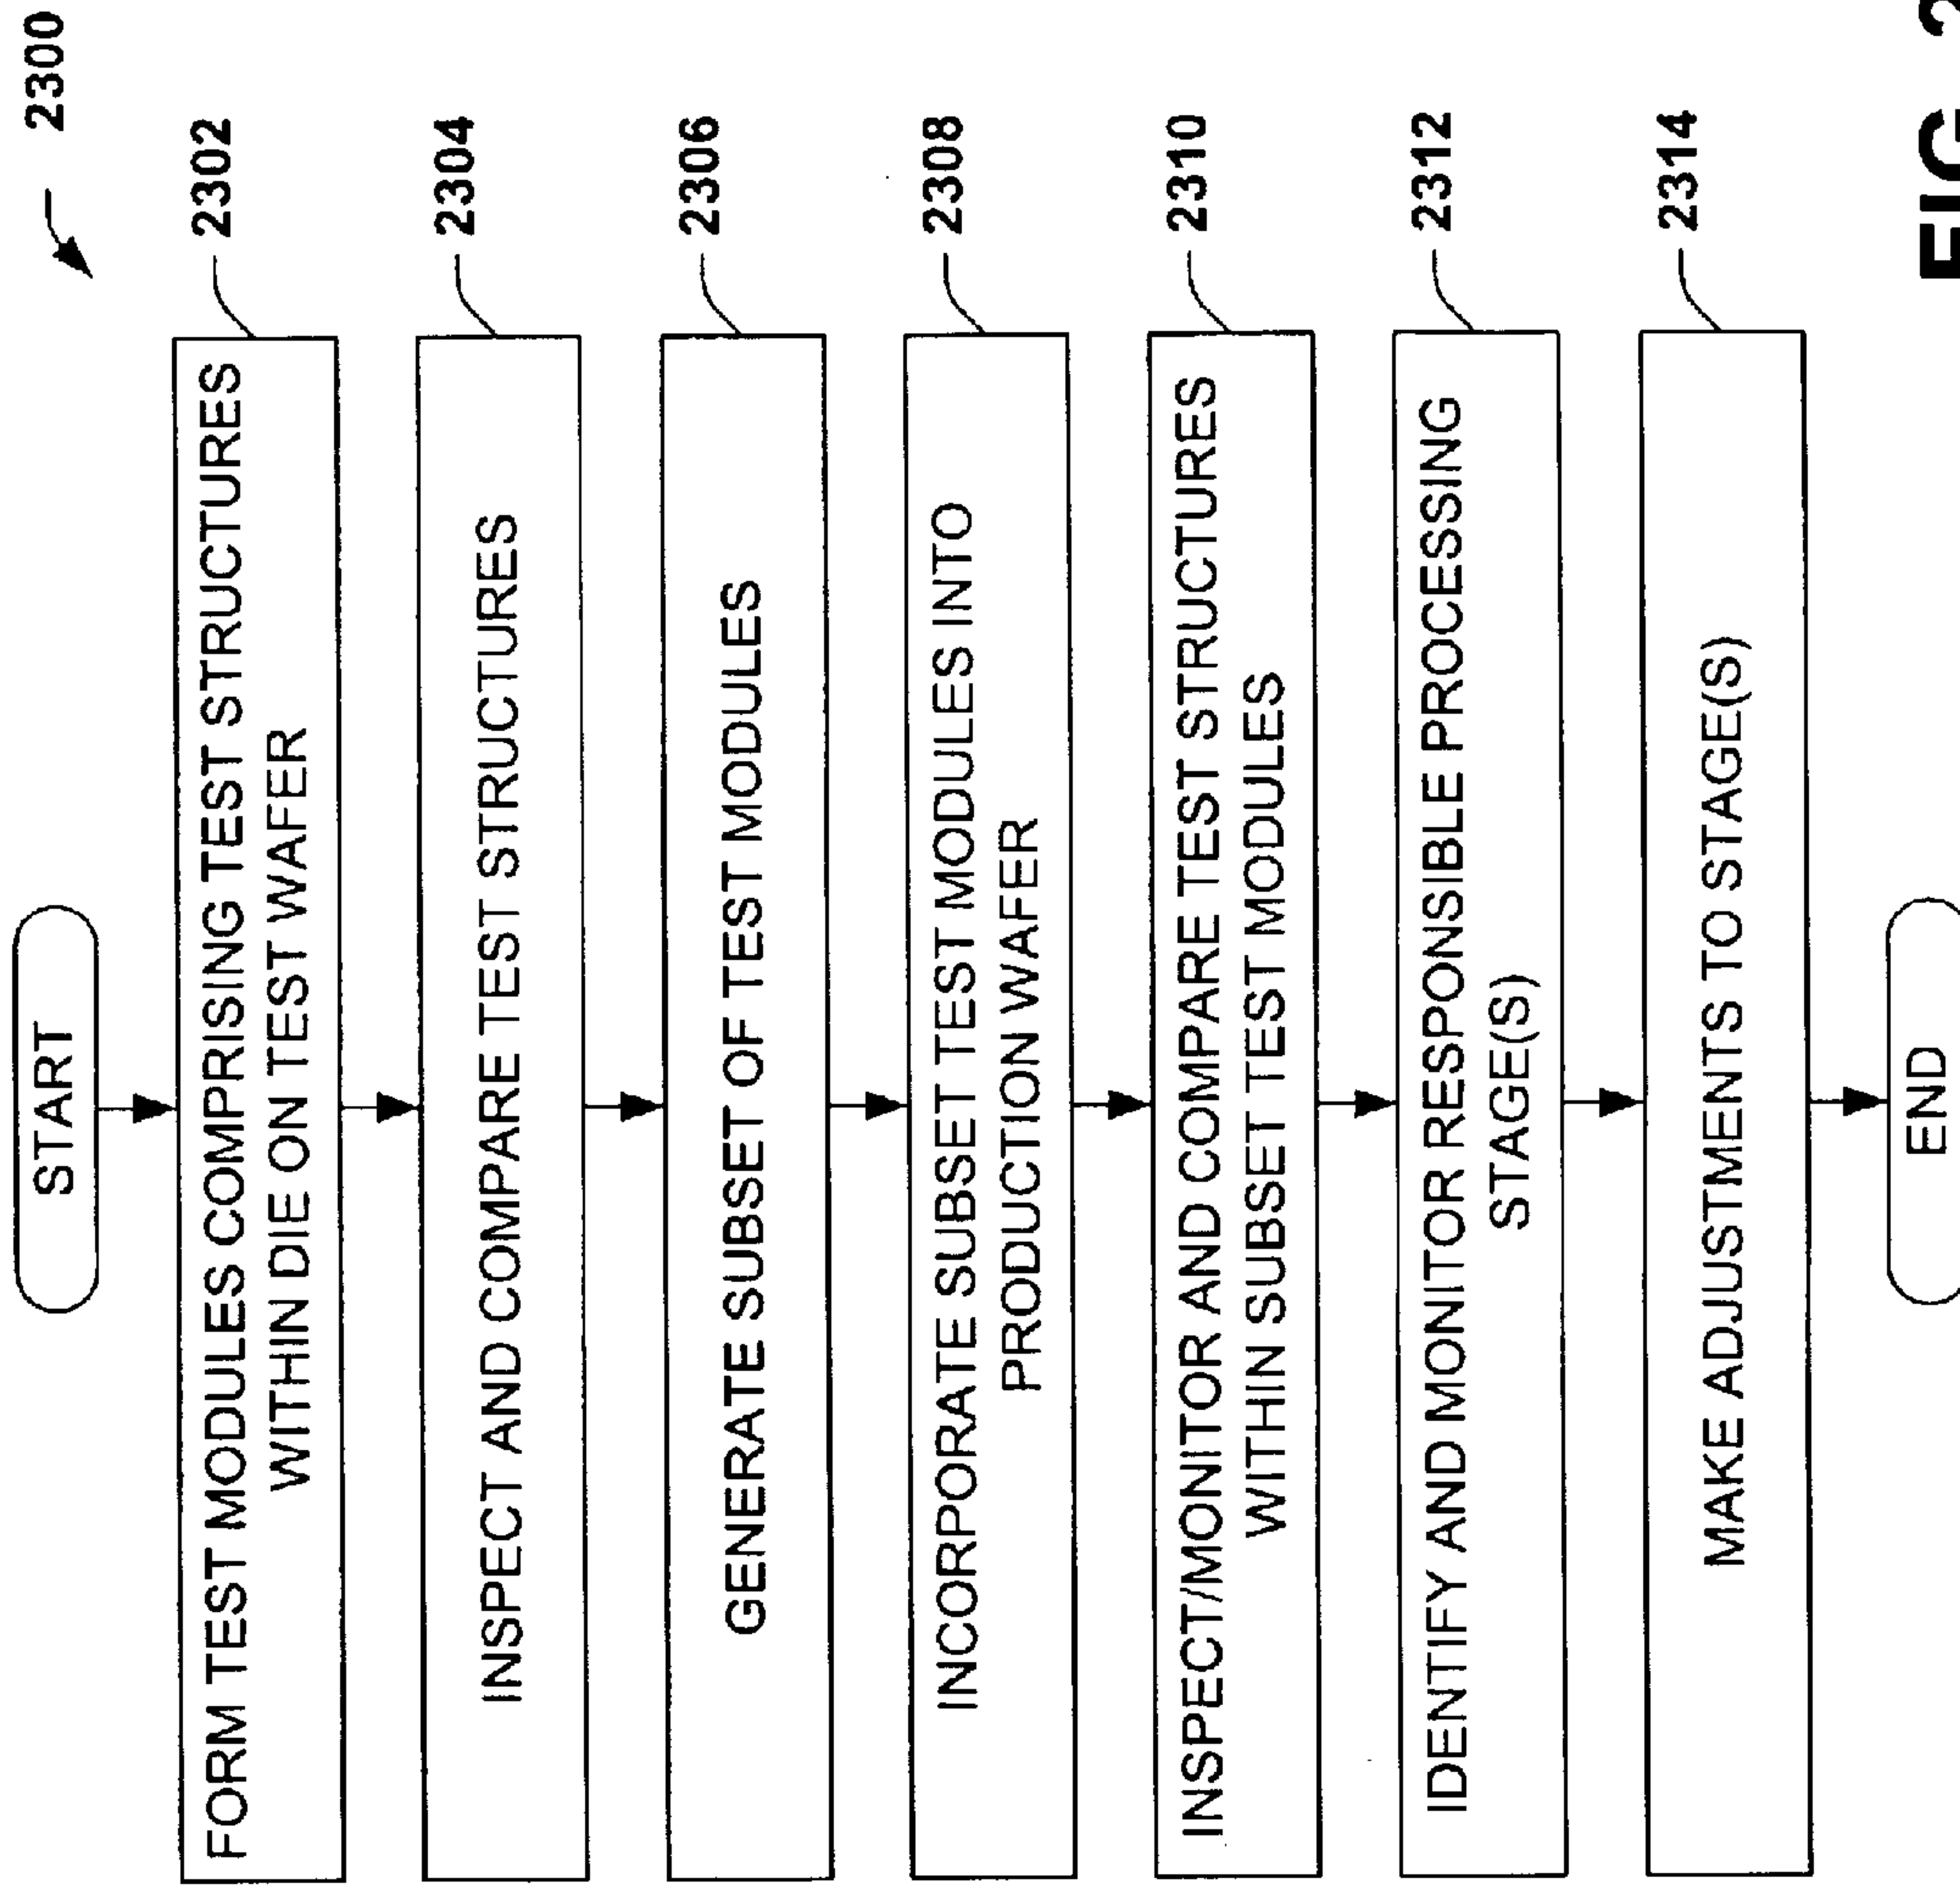 2300
START
FORM TEST MODULES COMPRISING TEST STRUCTURES
WITHIN DIE ON TEST WAFER
2302
INSPECT AND COMPARE TEST STRUCTURES
2304
GENERATE SUBSET OF TEST MODULES
2306
INCORPORATE SUBSET TEST MODULES INTO
PRODUCTION WAFER
2308
INSPECT/MONITOR AND COMPARE TEST STRUCTURES
WITHIN SUBSET TEST MODULES
2310
IDENTIFY AND MONITOR RESPONSIBLE PROCESSING
STAGE(S)
2312
MAKE ADJUSTMENTS TO STAGE(S)
2314
END
FIG.